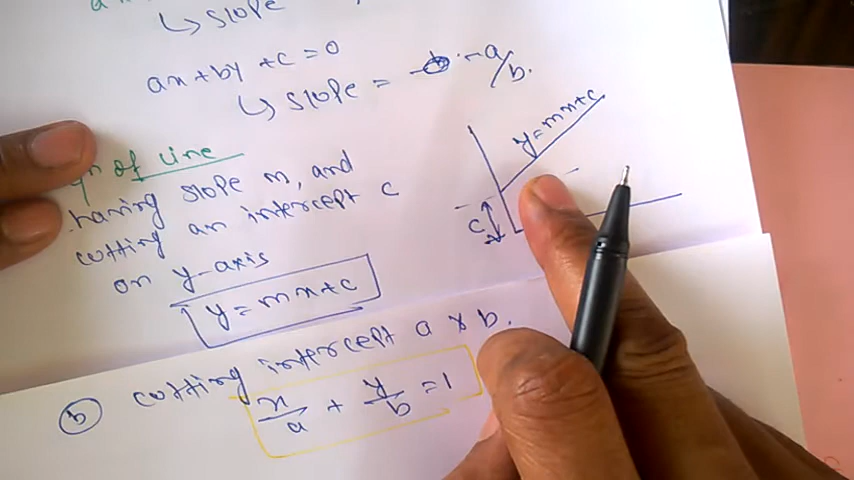 ↳ slope
ax+by+c=0
↳ slope = -a/b.
of line
having slope m, and
cutting an intercept c
on y-axis
y=mx+c
y=mx+c
c
(b) cutting intercept a & b.
x/a + y/b = 1